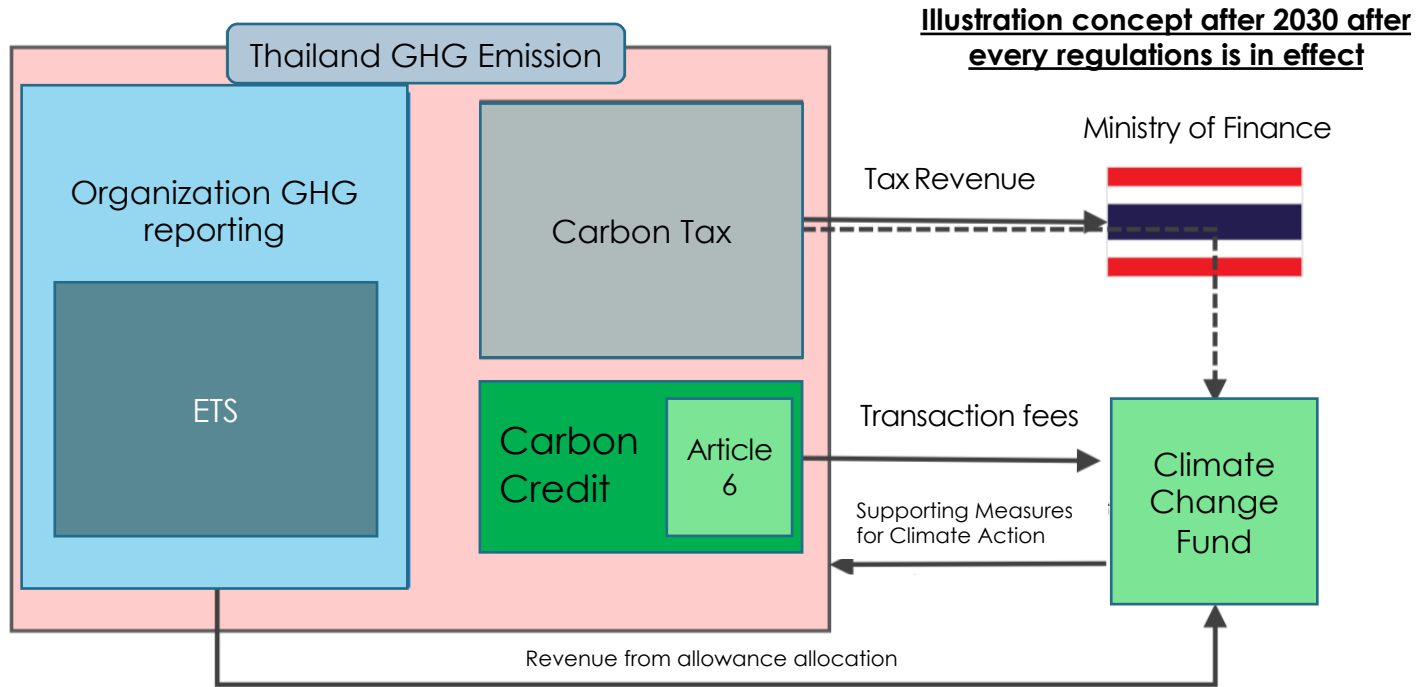 Illustration concept after 2030 after
every regulations is in effect
Thailand GHG Emission
Organization GHG
reporting
ETS
Carbon Tax
Carbon
Credit
Article
6
Tax Revenue
Ministry of Finance
Transaction fees
Supporting Measures
for Climate Action
Climate
Change
Fund
Revenue from allowance allocation